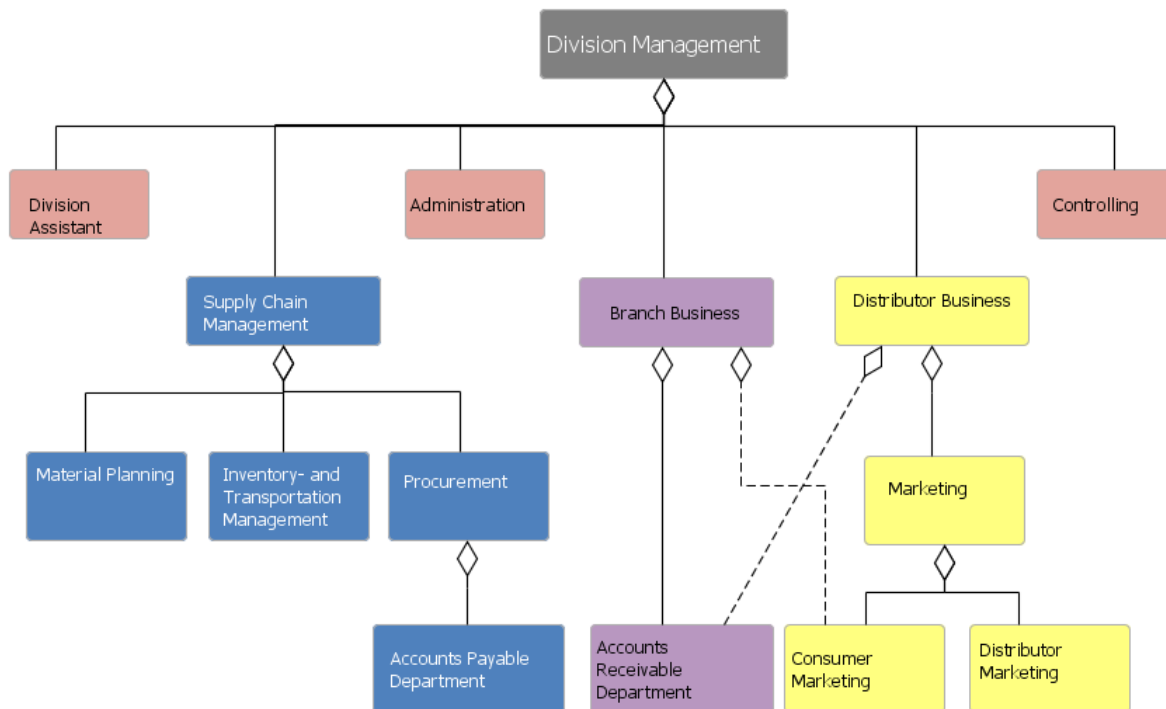 Division Management
Division
Assistant
Administration
Controlling
Supply Chain
Management
Branch Business
Distributor Business
Material Planning
Inventory- and
Transportation
Management
Procurement
Marketing
Accounts Payable
Department
Accounts
Receivable
Department
Consumer
Marketing
Distributor
Marketing